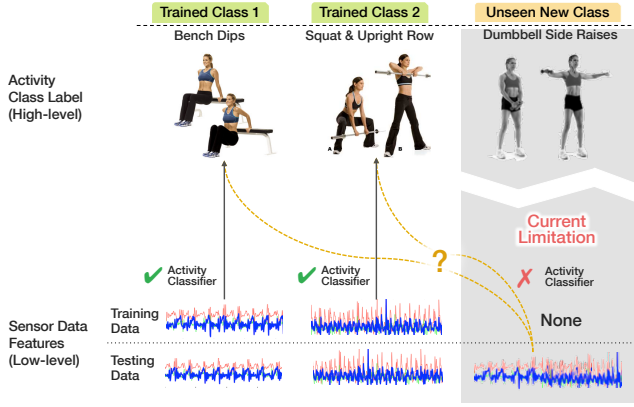 Trained Class 1
Trained Class 2
Unseen New Class
Bench Dips
Squat & Upright Row
Dumbbell Side Raises
Activity
Class Label
(High-level)
A
B
Current
Limitation
?
Activity
Classifier
Activity
Classifier
Activity
Classifier
Sensor Data
Features
(Low-level)
Training
Data
None
Testing
Data